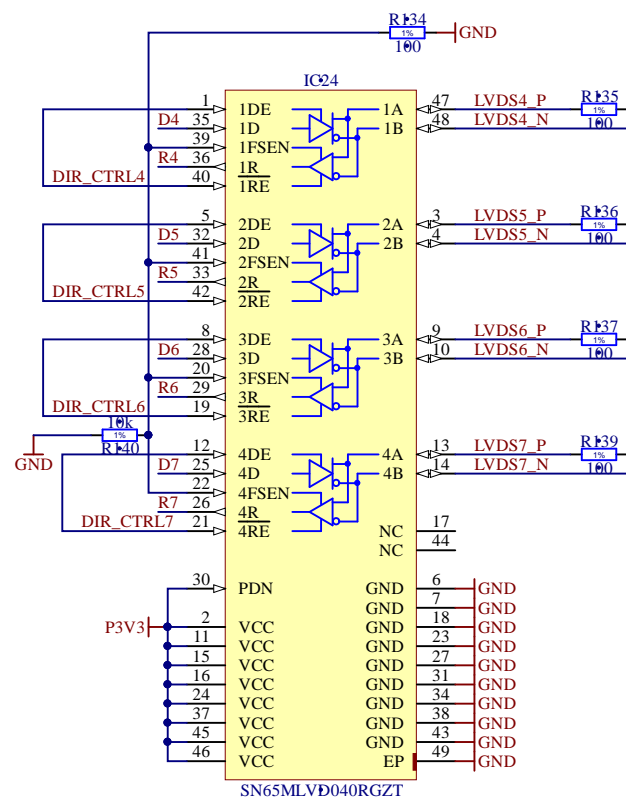 R134
1%
100
GND
IC24
1 1DE 1A 47 LVDS4_P R135
1%
D4 35 1D 1B 48 LVDS4_N 100
39 1FSEN
R4 36 1R
DIR_CTRL4 40 1RE
5 2DE 2A 3 LVDS5_P R136
1%
D5 32 2D 2B 4 LVDS5_N 100
41 2FSEN
R5 33 2R
DIR_CTRL5 42 2RE
8 3DE 3A 9 LVDS6_P R137
1%
D6 28 3D 3B 10 LVDS6_N 100
20 3FSEN
R6 29 3R
DIR_CTRL6 19 3RE
10k
1%
R140
GND
12 4DE 4A 13 LVDS7_P R139
1%
D7 25 4D 4B 14 LVDS7_N 100
22 4FSEN
R7 26 4R
DIR_CTRL7 21 4RE
NC 17
NC 44
30 PDN GND 6 GND
GND 7 GND
P3V3 2 VCC GND 18 GND
11 VCC GND 23 GND
15 VCC GND 27 GND
16 VCC GND 31 GND
24 VCC GND 34 GND
37 VCC GND 38 GND
45 VCC GND 43 GND
46 VCC EP 49 GND
SN65MLVD040RGZT